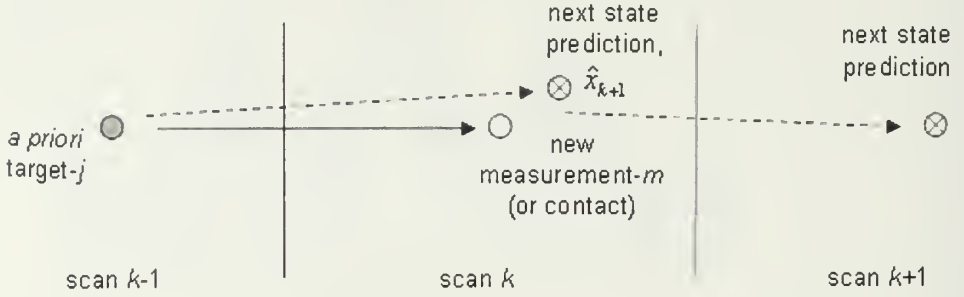 next state
prediction,
x̂k+1
next state
prediction
a priori
target-j
new
measurement-m
(or contact)
scan k-1
scan k
scan k+1